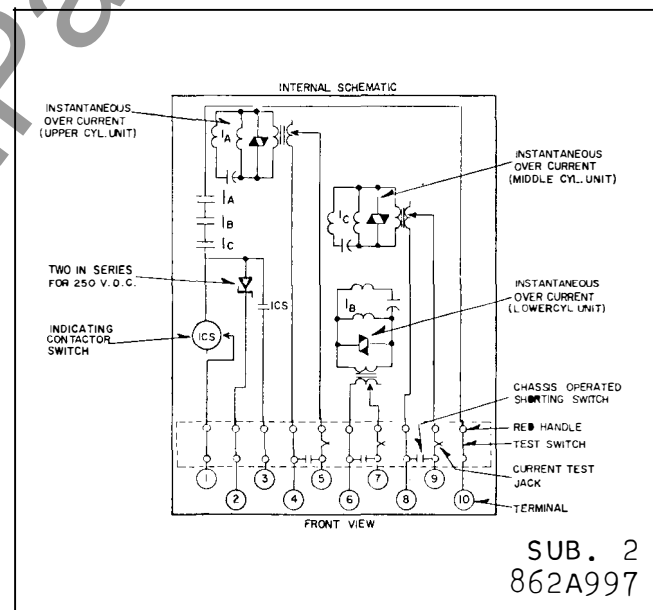 INTERNAL SCHEMATIC
INSTANTANEOUS
OVER CURRENT
(UPPER CYL. UNIT)
IA
IA
IB
IC
INSTANTANEOUS
OVER CURRENT
(MIDDLE CYL. UNIT)
IC
TWO IN SERIES
FOR 250 V.D.C.
ICS
IB
INSTANTANEOUS
OVER CURRENT
(LOWER CYL. UNIT)
INDICATING
CONTACTOR
SWITCH
ICS
CHASSIS OPERATED
SHORTING SWITCH
RED HANDLE
TEST SWITCH
CURRENT TEST
JACK
TERMINAL
1 2 3 4 5 6 7 8 9 10
FRONT VIEW
SUB. 2
862A997